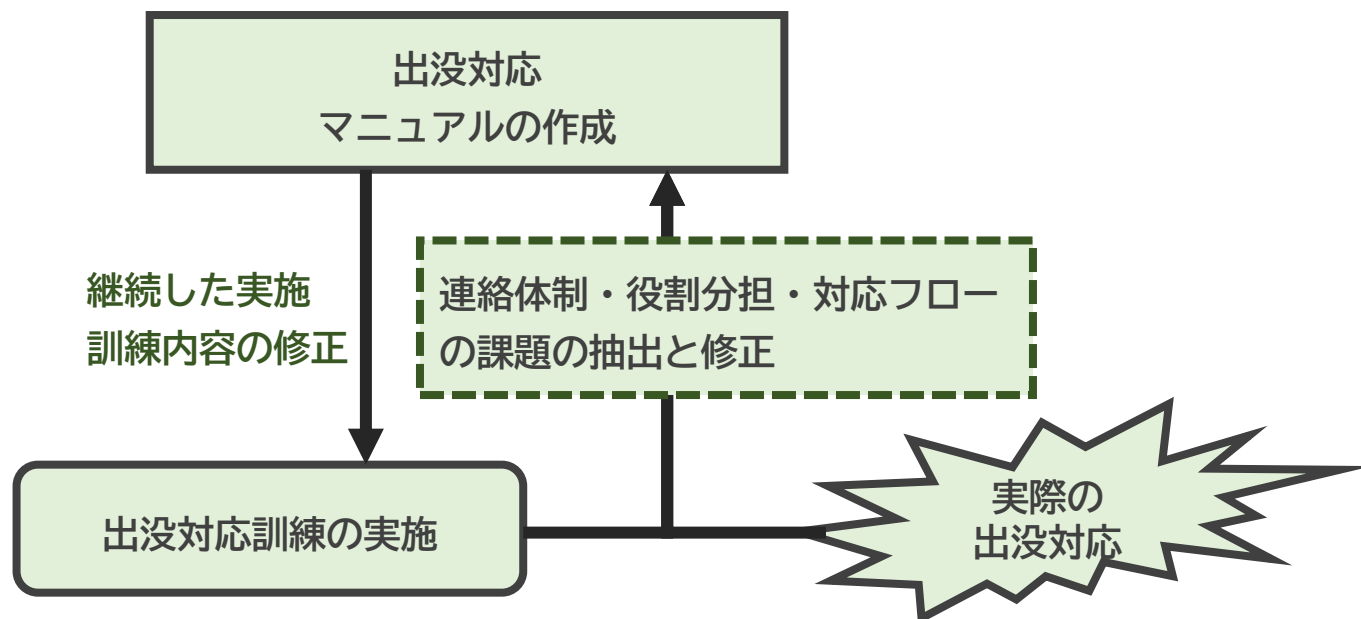 出没対応
マニュアルの作成
継続した実施
訓練内容の修正
連絡体制・役割分担・対応フロー
の課題の抽出と修正
出没対応訓練の実施
実際の
出没対応